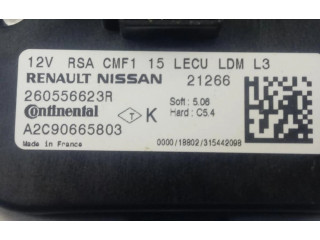 12V RSA CMF1 15 LECU LDM L3
RENAULT NISSAN 21266
260556623R
Soft : 5.06
Continental T K Hard : C5.4
A2C90665803
Made in France 0000/18802/315442098